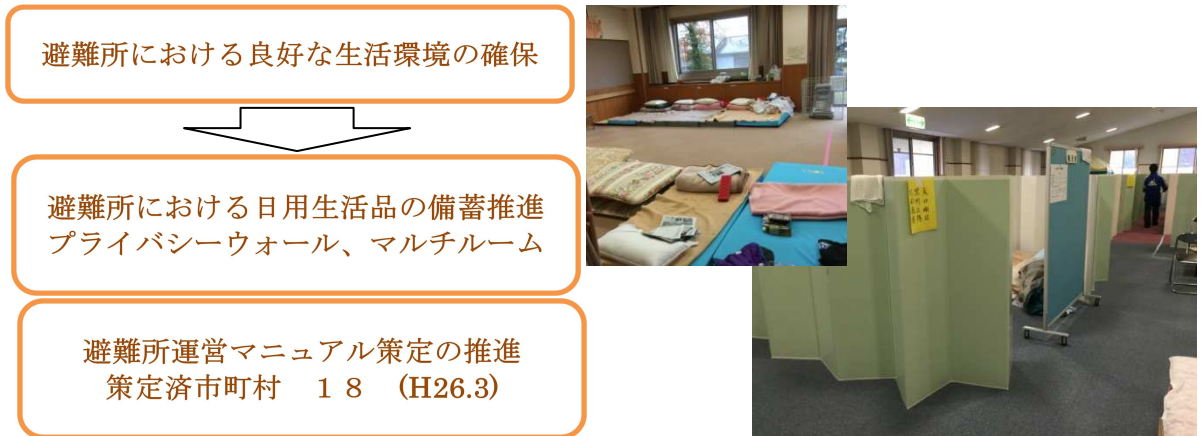 避難所における良好な生活環境の確保
避難所における日用生活品の備蓄推進
プライバシーウォール、マルチルーム
避難所運営マニュアル策定の推進
策定済市町村　１８　(H26.3)